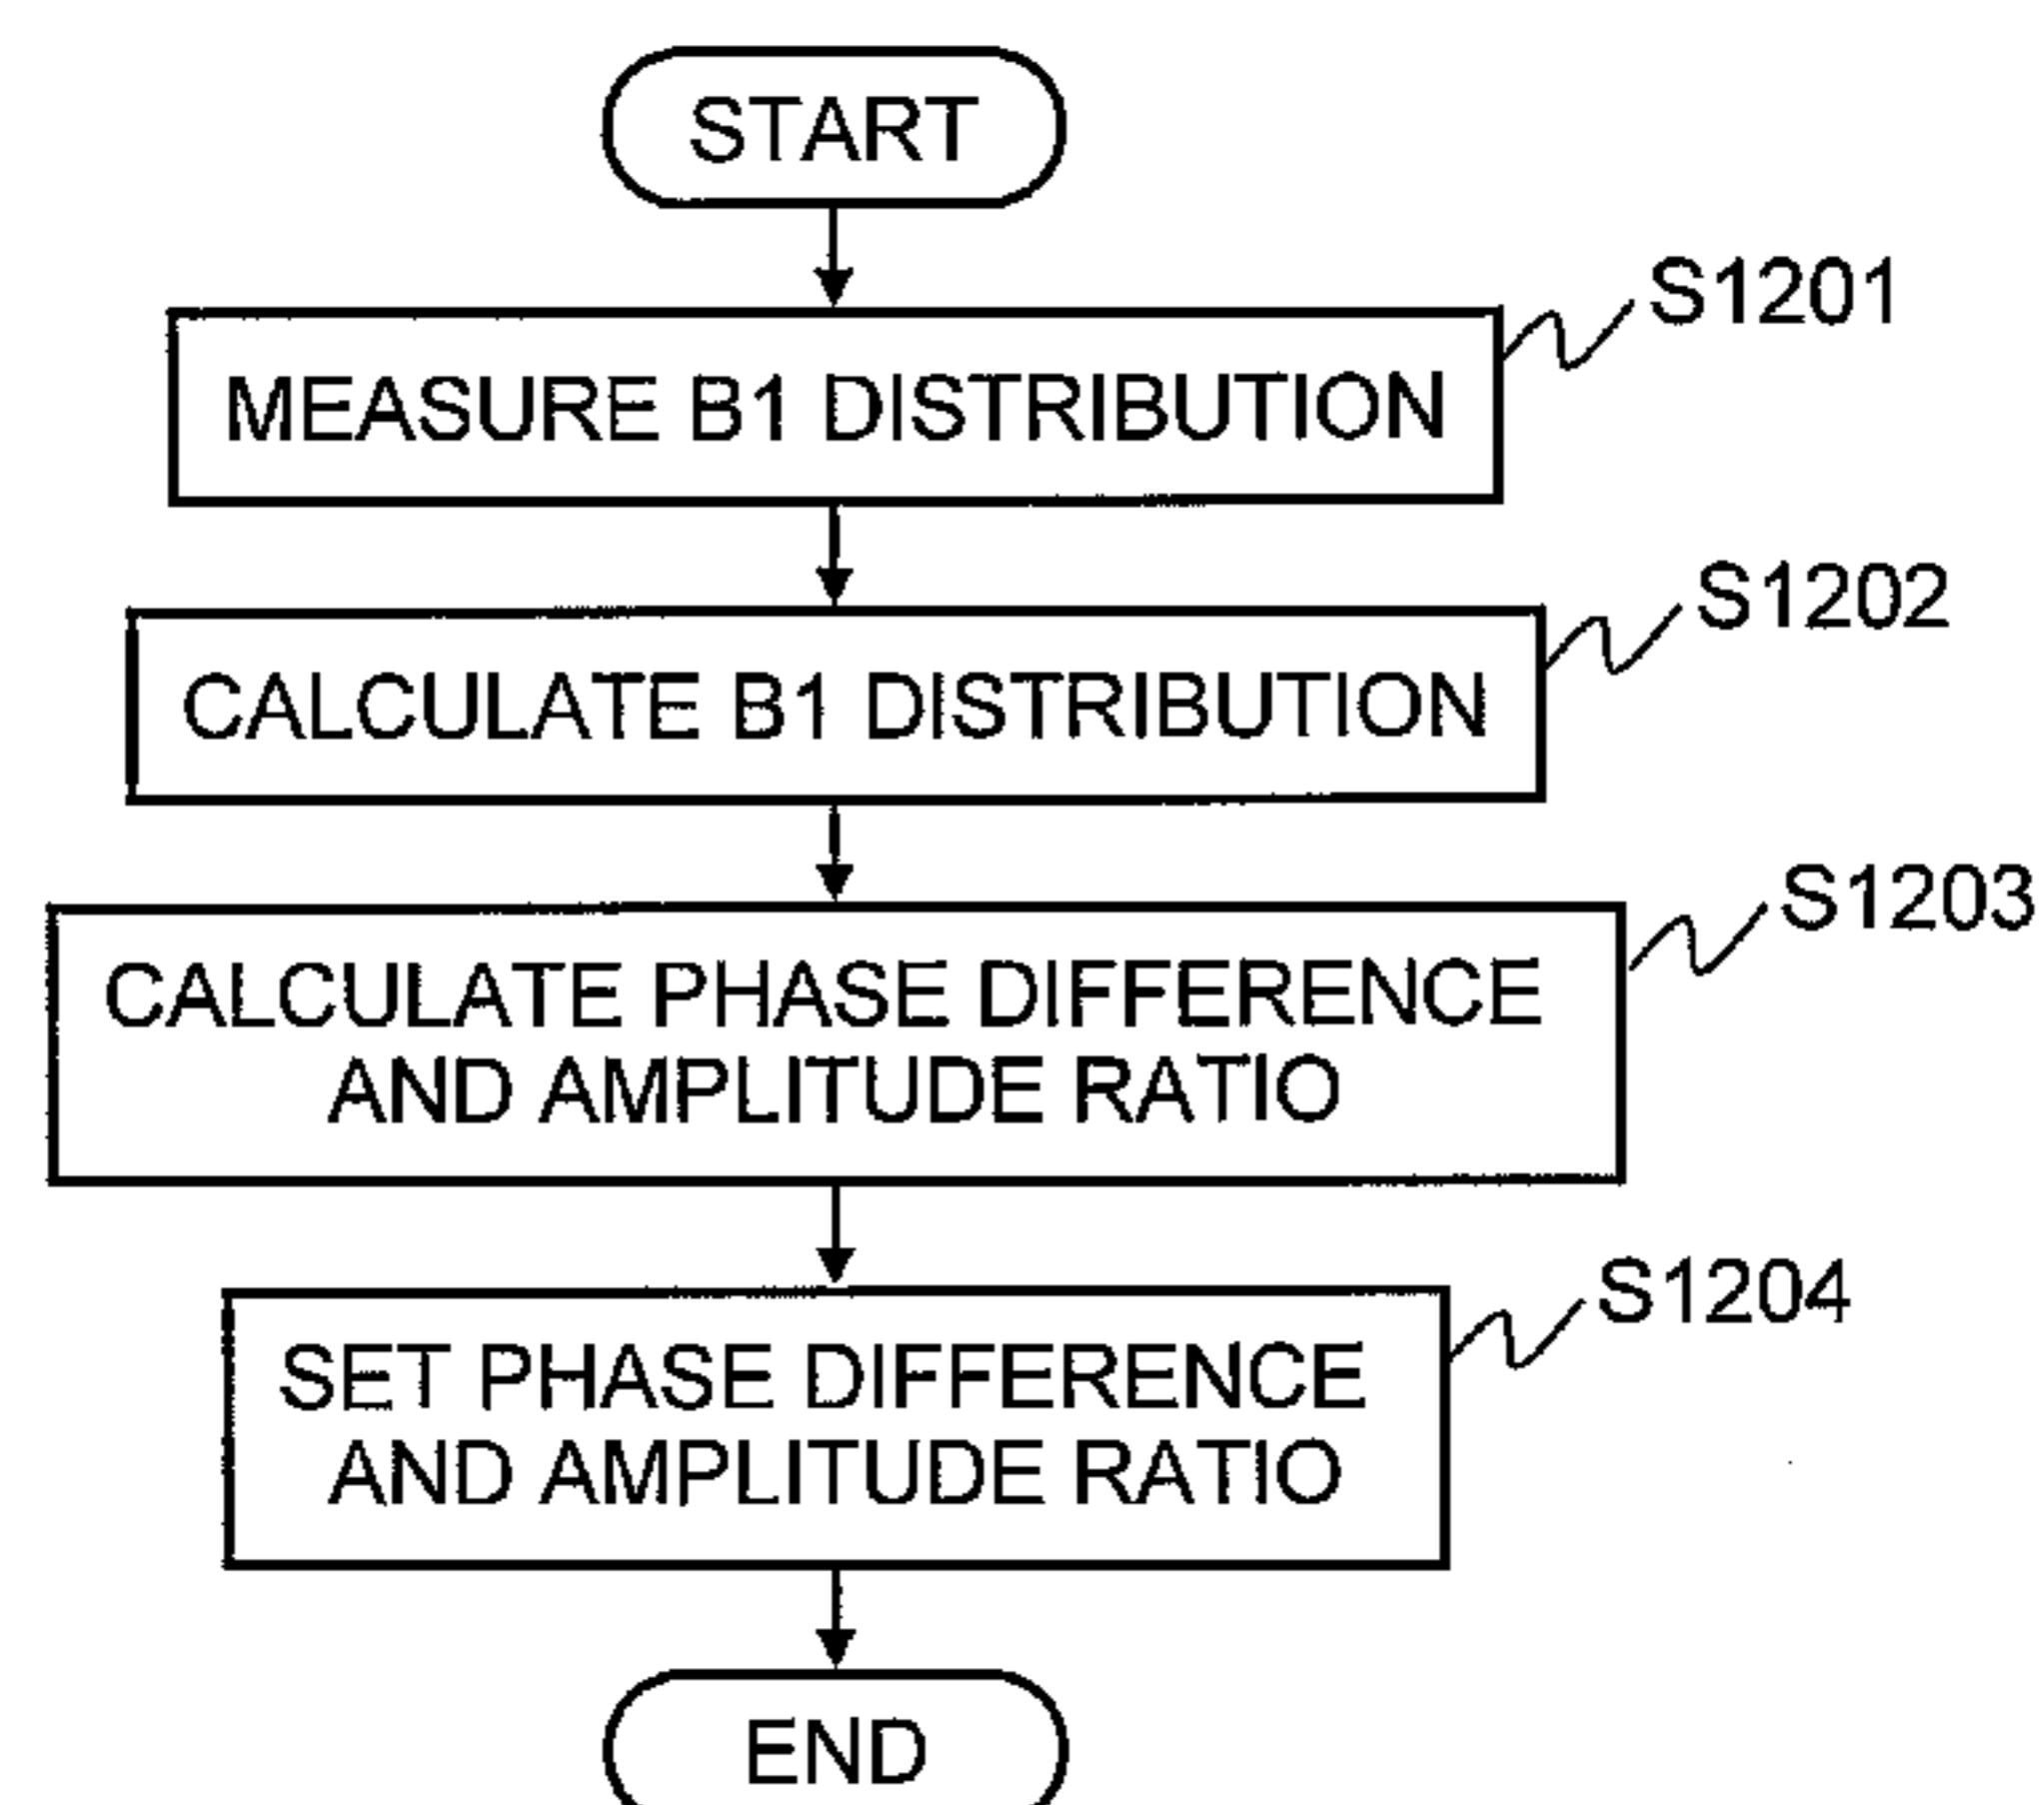 START
S1201
MEASURE B1 DISTRIBUTION
S1202
CALCULATE B1 DISTRIBUTION
S1203
CALCULATE PHASE DIFFERENCE
AND AMPLITUDE RATIO
S1204
SET PHASE DIFFERENCE
AND AMPLITUDE RATIO
END